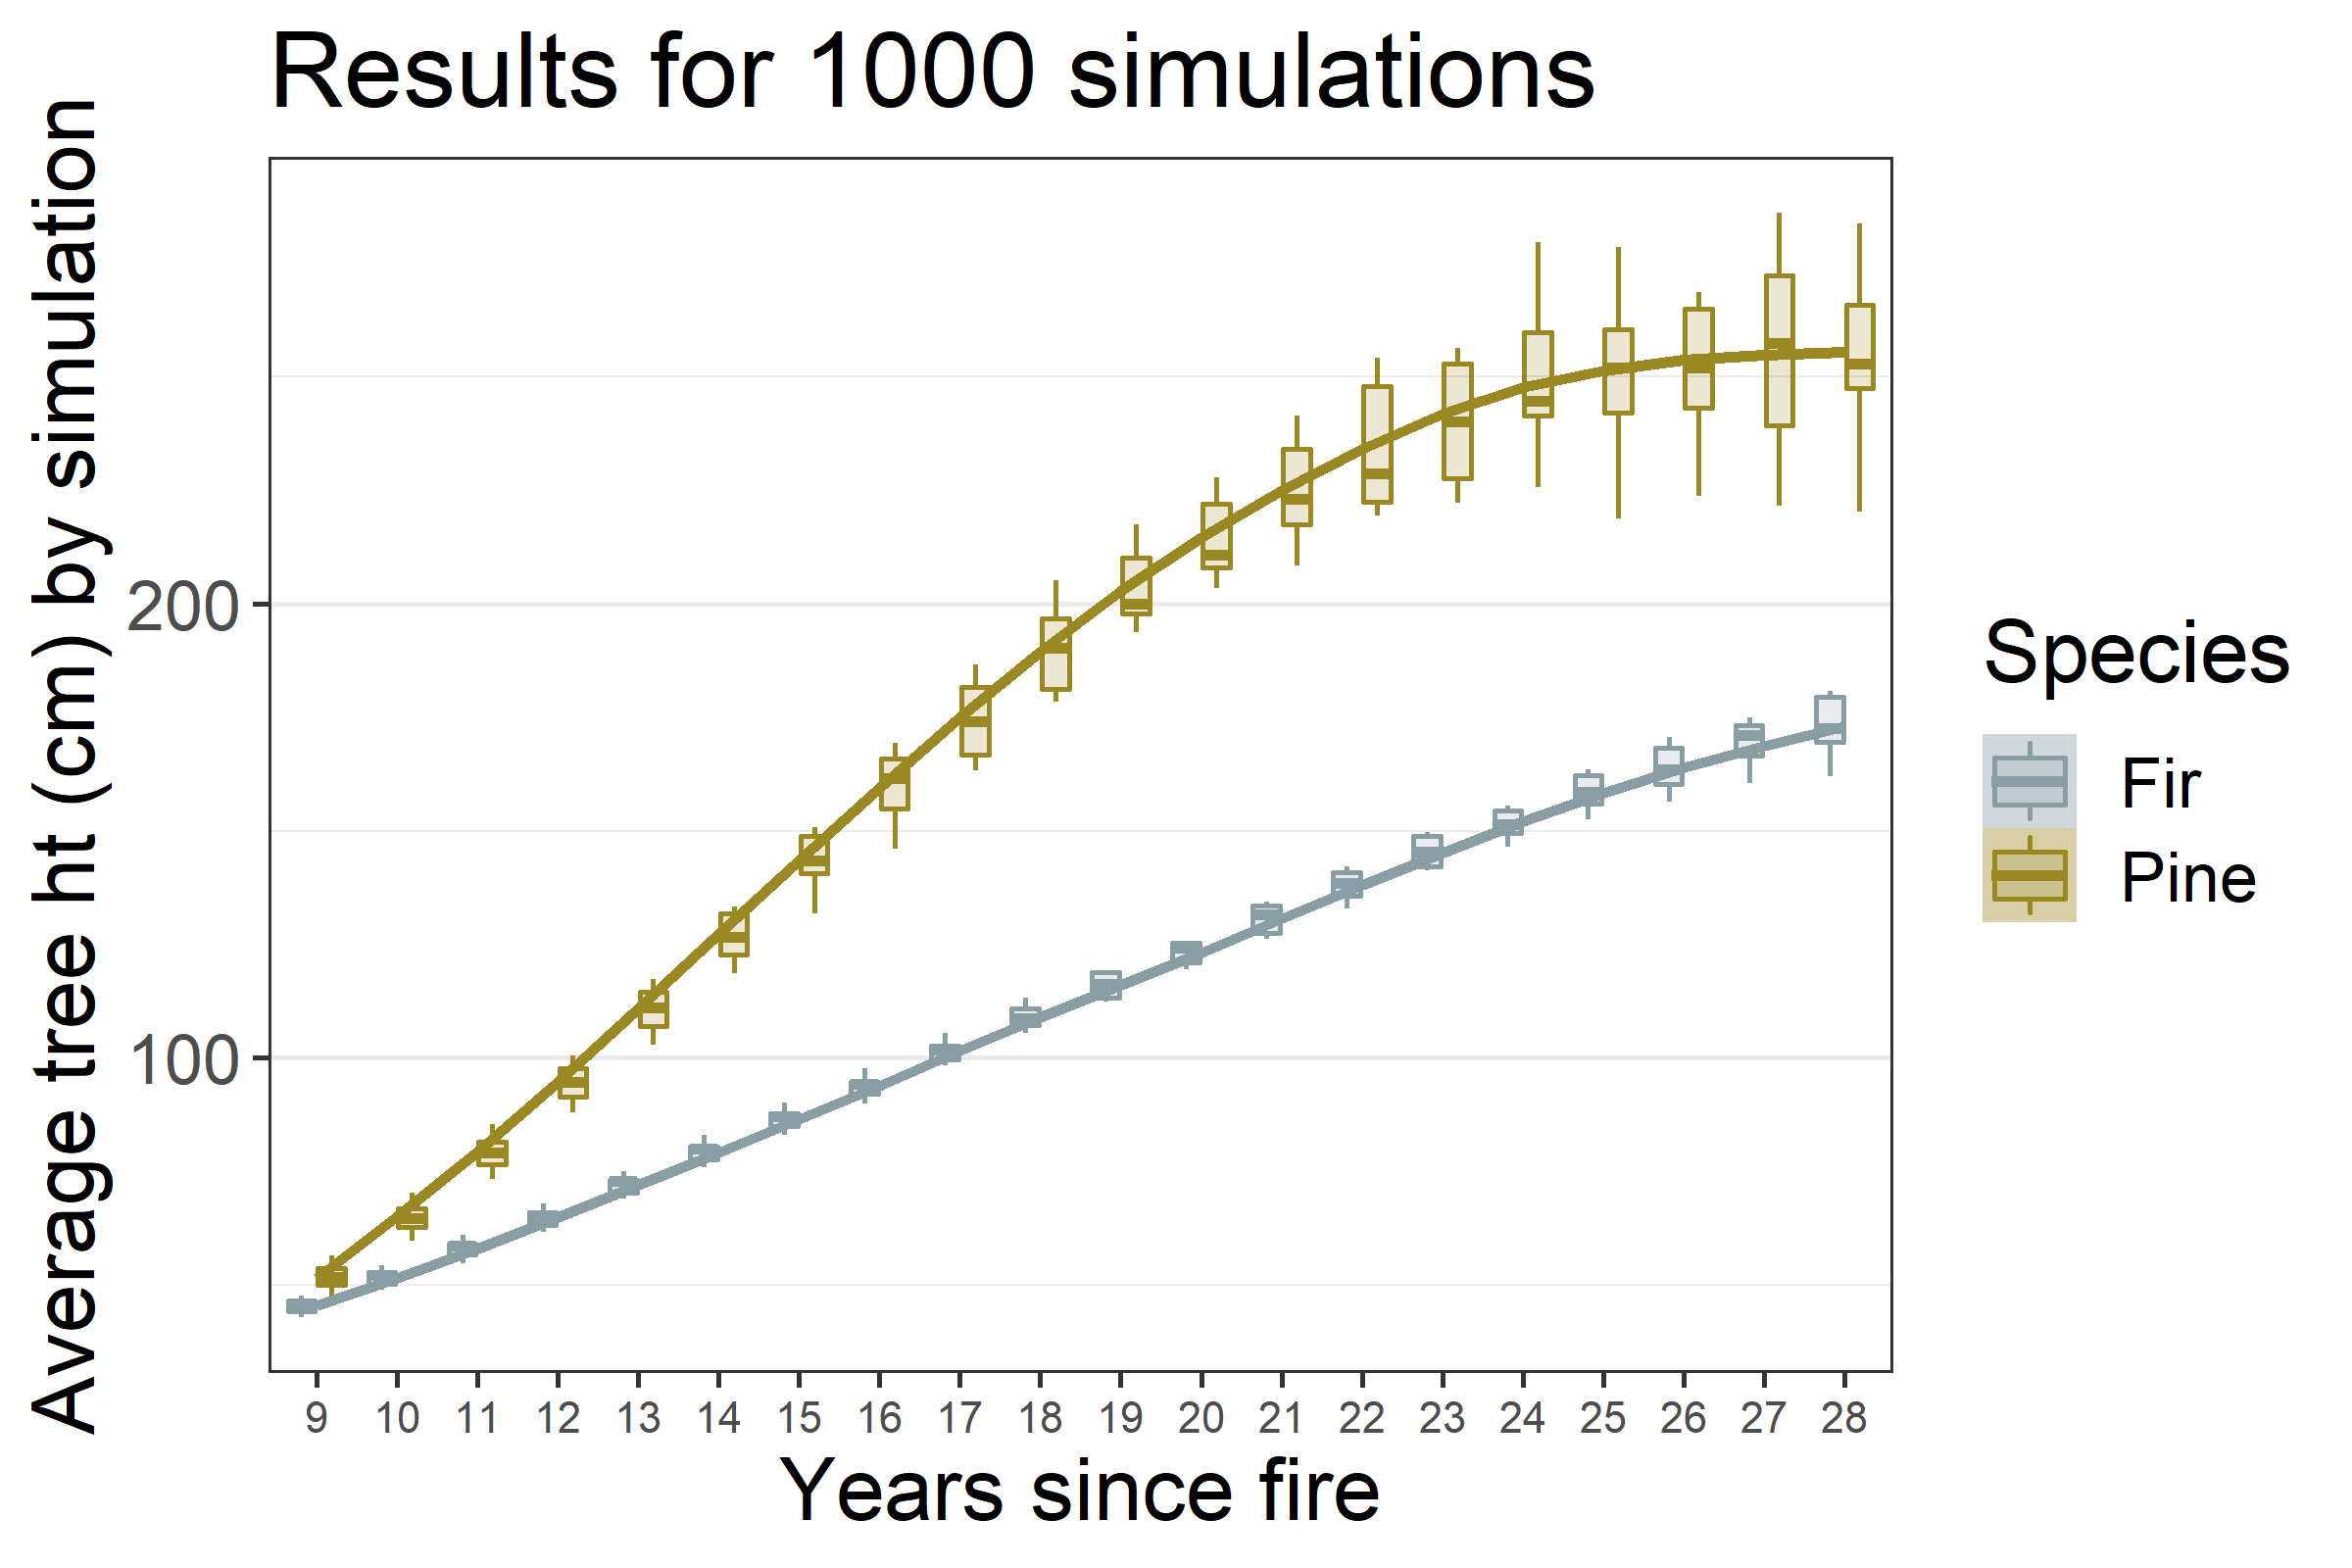 Results for 1000 simulations
Average tree ht (cm) by simulation
200
100
9 10 11 12 13 14 15 16 17 18 19 20 21 22 23 24 25 26 27 28
Years since fire
Species
Fir
Pine